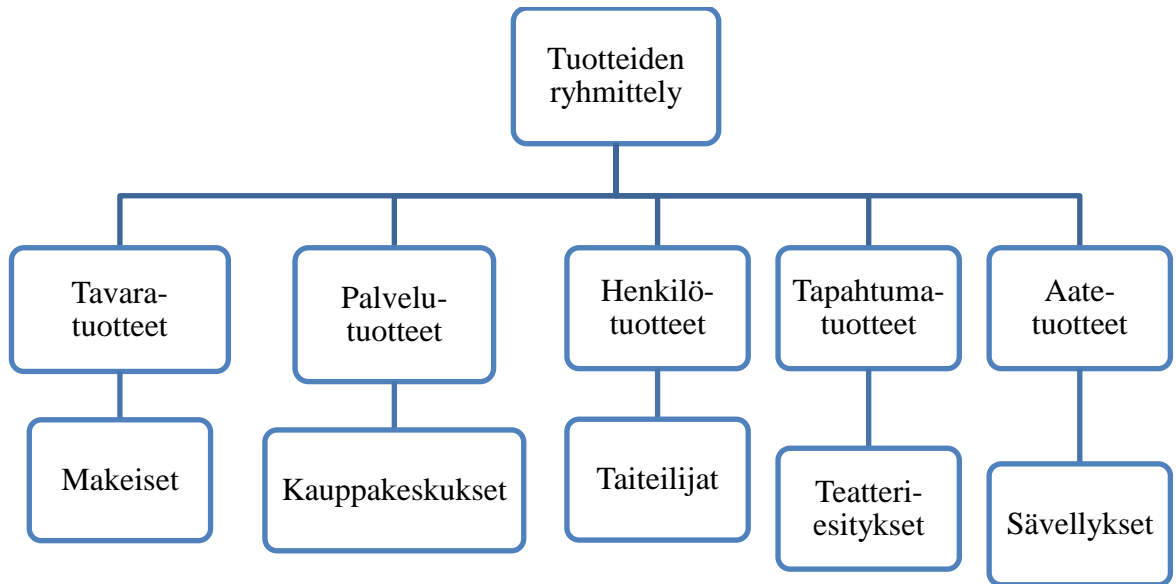 Tuotteiden
ryhmittely
Tavara-
tuotteet
Palvelu-
tuotteet
Henkilö-
tuotteet
Tapahtuma-
tuotteet
Aate-
tuotteet
Makeiset
Kauppakeskukset
Taiteilijat
Teatteri-
esitykset
Sävellykset